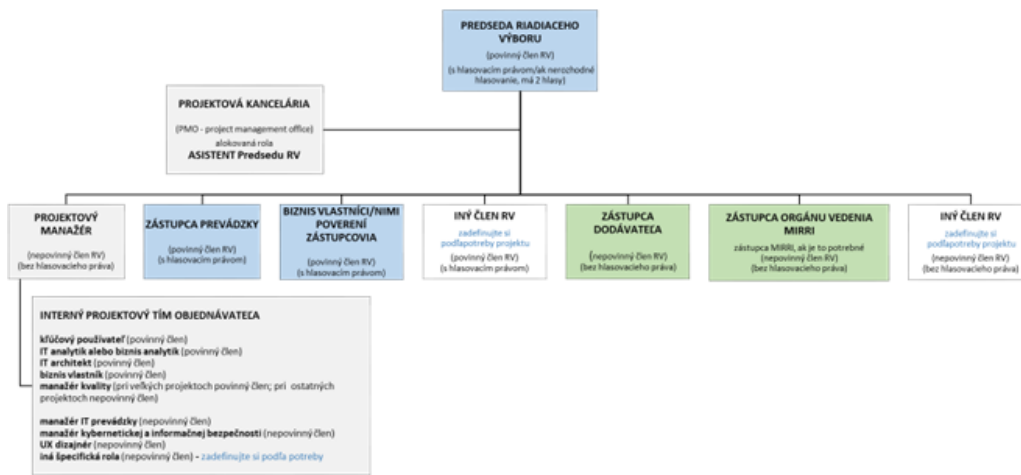 PREDSEDA RIADIACEHO
VÝBORU
(povinný člen RV)
(s hlasovacím právom/ak nerozhodné
hlasovanie, má 2 hlasy)
PROJEKTOVÁ KANCELÁRIA
(PMO - project management office)
alokovaná rola
ASISTENT Predsedu RV
PROJEKTOVÝ
MANAŽÉR
(nepovinný člen RV)
(bez hlasovacieho práva)
ZÁSTUPCA PREVÁDZKY
(povinný člen RV)
(s hlasovacím právom)
BIZNIS VLASTNÍCI/NIMI
POVERENÍ
ZÁSTUPCOVIA
(povinný člen RV)
(s hlasovacím právom)
INÝ ČLEN RV
zadefinujte si
podľapotreby projektu
(povinný člen RV)
(s hlasovacím právom)
ZÁSTUPCA
DODÁVATEĽA
(nepovinný člen RV)
(bez hlasovacieho práva)
ZÁSTUPCA ORGÁNU VEDENIA
MIRRI
zástupca MIRRI, ak je to potrebné
(nepovinný člen RV)
(bez hlasovacieho práva)
INÝ ČLEN RV
zadefinujte si
podľapotreby projektu
(nepovinný člen RV)
(bez hlasovacieho práva)
INTERNÝ PROJEKTOVÝ TÍM OBJEDNÁVATEĽA
kľúčový používateľ (povinný člen)
IT analytik alebo biznis analytik (povinný člen)
IT architekt (povinný člen)
biznis vlastník (povinný člen)
manažér kvality (pri veľkých projektoch povinný člen; pri ostatných
projektoch nepovinný člen)
manažér IT prevádzky (nepovinný člen)
manažér kybernetickej a informačnej bezpečnosti (nepovinný člen)
UX dizajnér (nepovinný člen)
iná špecifická rola (nepovinný člen) - zadefinujte si podľa potreby